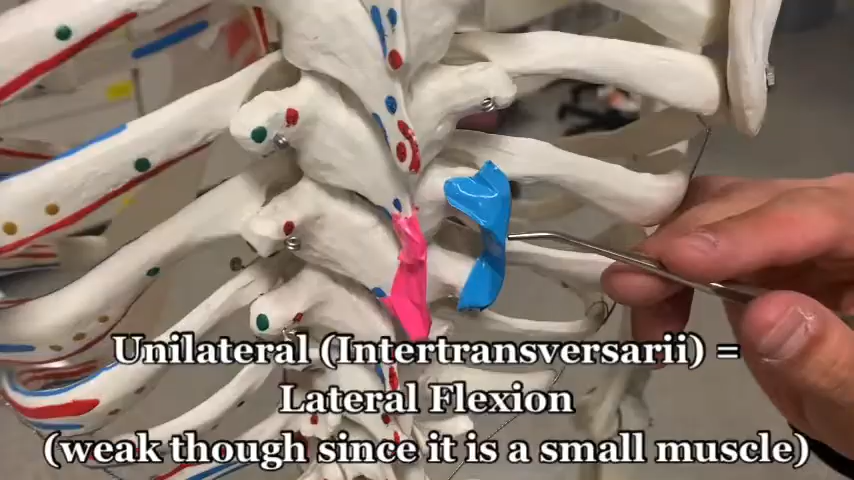 Unilateral (Intertransversarii) =
Lateral Flexion
(weak though since it is a small muscle)